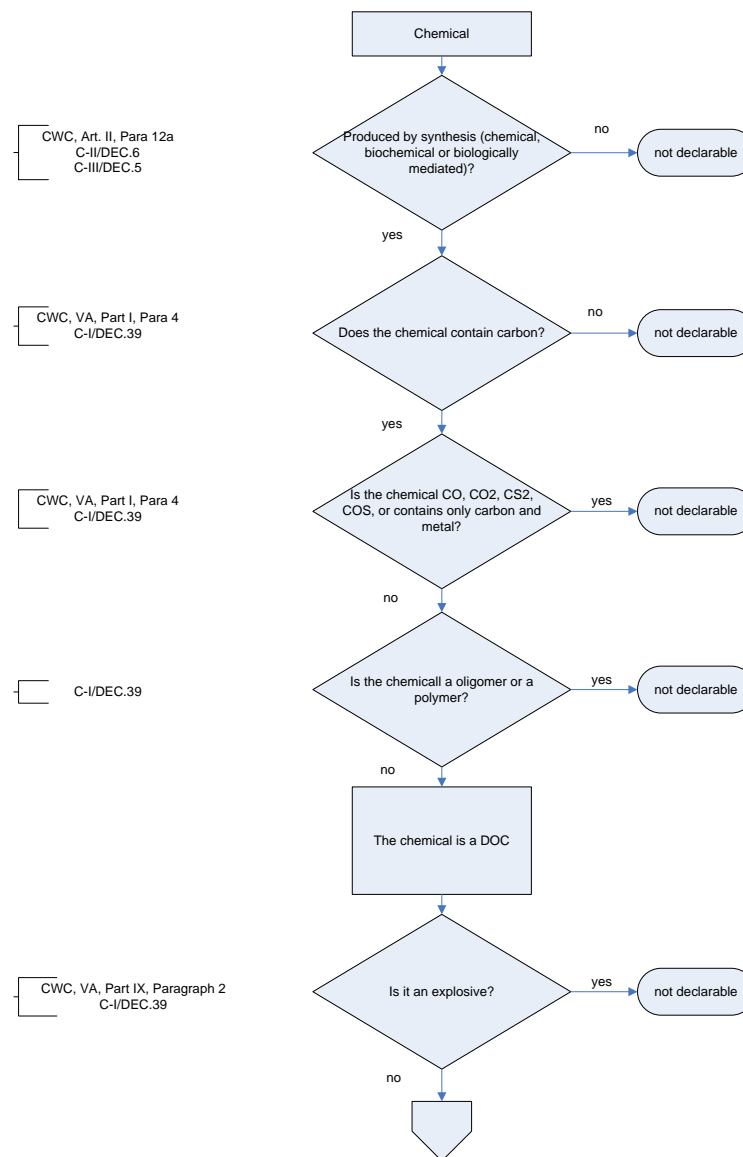 Chemical
CWC, Art. II, Para 12a
C-II/DEC.6
C-III/DEC.5
Produced by synthesis (chemical,
biochemical or biologically
mediated)?
no
not declarable
yes
CWC, VA, Part I, Para 4
C-I/DEC.39
Does the chemical contain carbon?
no
not declarable
yes
CWC, VA, Part I, Para 4
C-I/DEC.39
Is the chemical CO, CO2, CS2,
COS, or contains only carbon and
metal?
yes
not declarable
no
C-I/DEC.39
Is the chemicall a oligomer or a
polymer?
yes
not declarable
no
The chemical is a DOC
CWC, VA, Part IX, Paragraph 2
C-I/DEC.39
Is it an explosive?
yes
not declarable
no